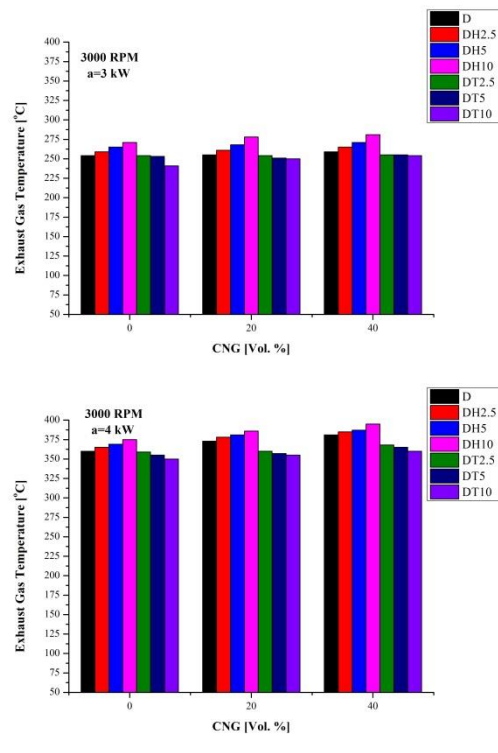 3000 RPM
a=3 kW
D
DH2.5
DH5
DH10
DT2.5
DT5
DT10
Exhaust Gas Temperature [°C]
400
375
350
325
300
275
250
225
200
175
150
125
100
75
50
0
20
40
CNG [Vol. %]
3000 RPM
a=4 kW
D
DH2.5
DH5
DH10
DT2.5
DT5
DT10
Exhaust Gas Temperature [°C]
400
375
350
325
300
275
250
225
200
175
150
125
100
75
50
0
20
40
CNG [Vol. %]